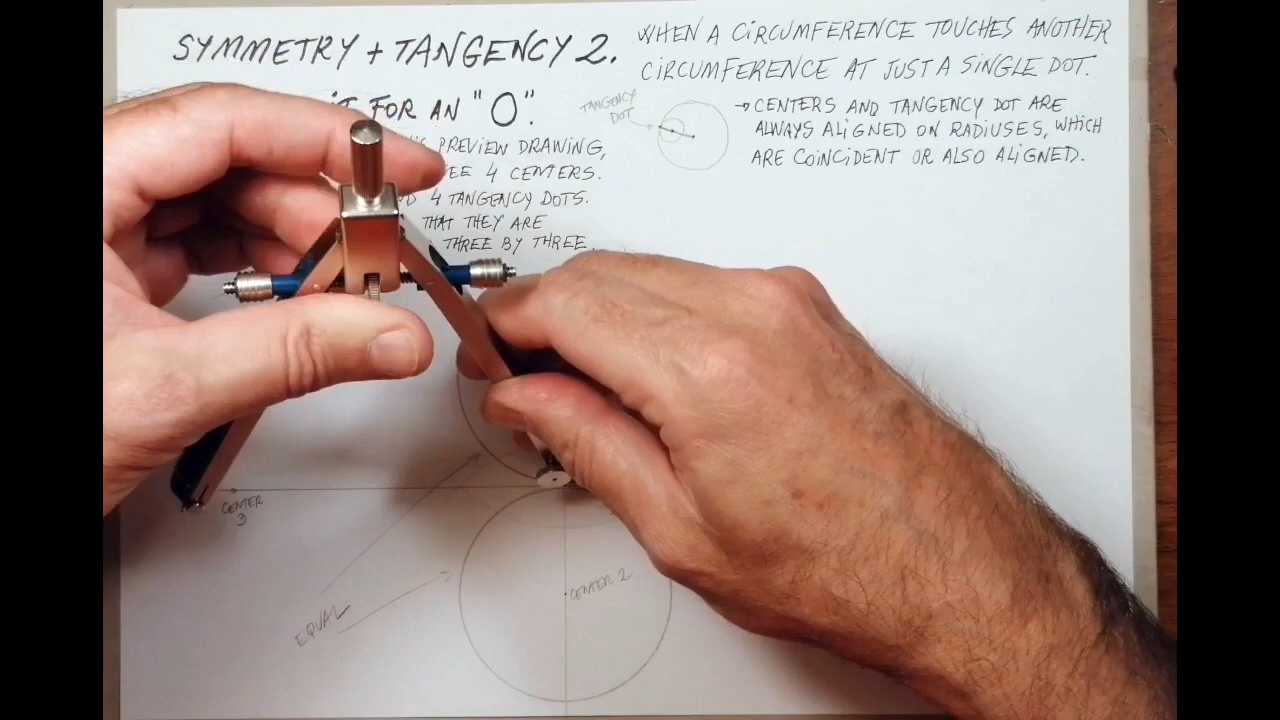 SYMMETRY + TANGENCY 2.
FOR AN "O".
PREVIEW DRAWING,
4 CENTERS.
4 TANGENCY DOTS.
THAT THEY ARE
THREE BY THREE.
WHEN A CIRCUMFERENCE TOUCHES ANOTHER
CIRCUMFERENCE AT JUST A SINGLE DOT.
TANGENCY
DOT
→ CENTERS AND TANGENCY DOT ARE
ALWAYS ALIGNED ON RADIUSES, WHICH
ARE COINCIDENT OR ALSO ALIGNED.
CENTER
3
CENTER 2
EQUAL